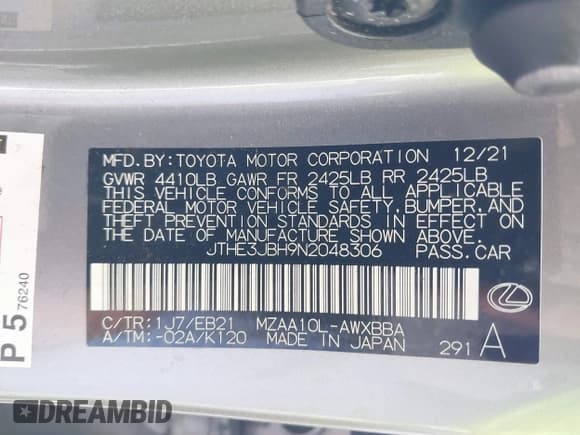 MFD. BY: TOYOTA MOTOR CORPORATION 12/21
GVWR 4410LB GAWR FR 2425LB RR 2425LB
THIS VEHICLE CONFORMS TO ALL APPLICABLE
FEDERAL MOTOR VEHICLE SAFETY, BUMPER, AND
THEFT PREVENTION STANDARDS IN EFFECT ON
THE DATE OF MANUFACTURE SHOWN ABOVE.
JTHE3JBH9N2048306 PASS. CAR
C/TR: 1J7/EB21 MZAA10L-AWXBBA
A/TM: -02A/K120 MADE IN JAPAN 291 A
P 5 76240
DREAMBID